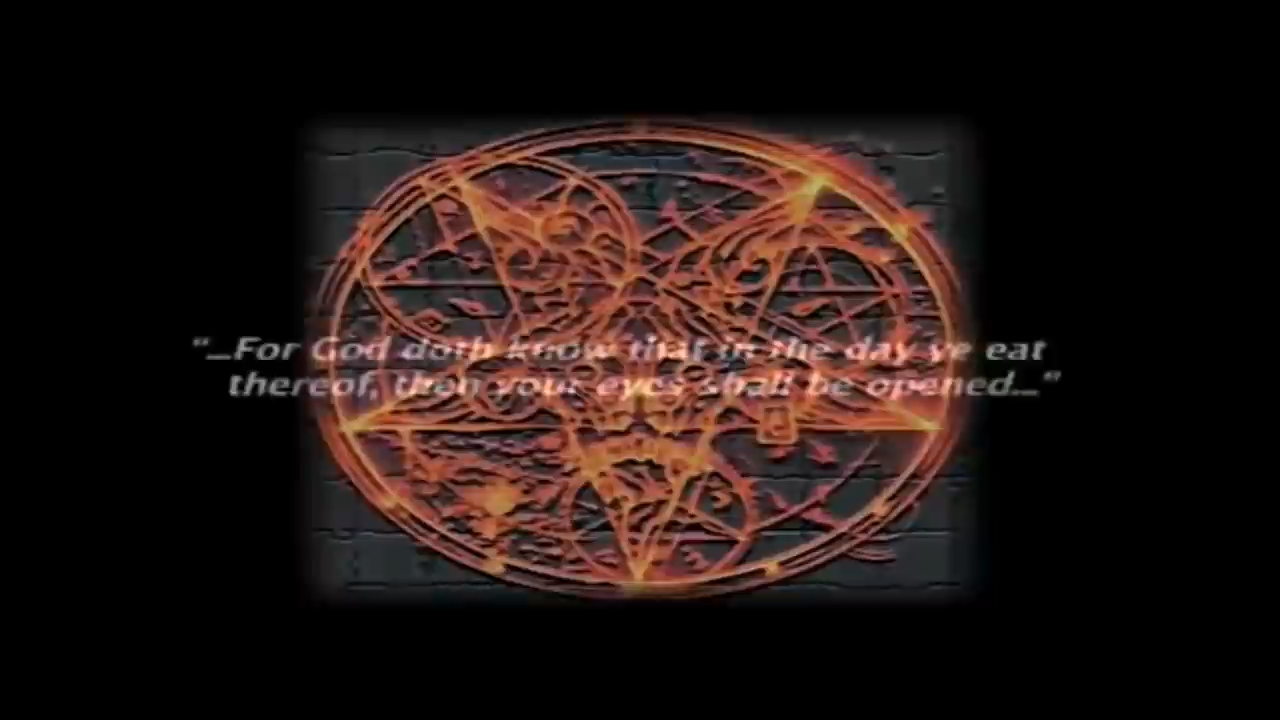 "...For God doth know that in the day ye eat
thereof, then your eyes shall be opened..."